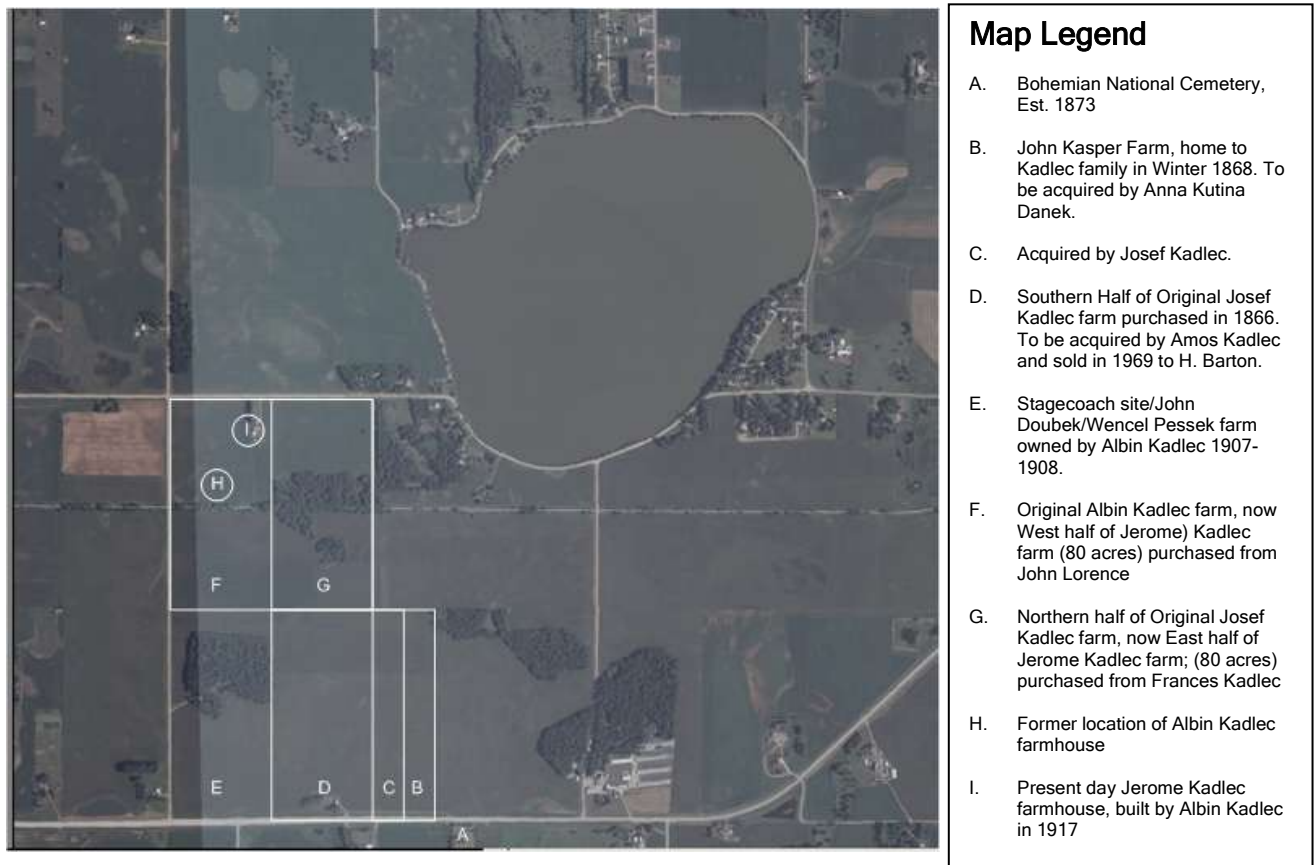 I
H
F
G
E
D
C
B
A
Map Legend
A. Bohemian National Cemetery,
Est. 1873
B. John Kasper Farm, home to
Kadlec family in Winter 1868. To
be acquired by Anna Kutina
Danek.
C. Acquired by Josef Kadlec.
D. Southern Half of Original Josef
Kadlec farm purchased in 1866.
To be acquired by Amos Kadlec
and sold in 1969 to H. Barton.
E. Stagecoach site/John
Doubek/Wencel Pessek farm
owned by Albin Kadlec 1907-
1908.
F. Original Albin Kadlec farm, now
West half of Jerome) Kadlec
farm (80 acres) purchased from
John Lorence
G. Northern half of Original Josef
Kadlec farm, now East half of
Jerome Kadlec farm; (80 acres)
purchased from Frances Kadlec
H. Former location of Albin Kadlec
farmhouse
I. Present day Jerome Kadlec
farmhouse, built by Albin Kadlec
in 1917